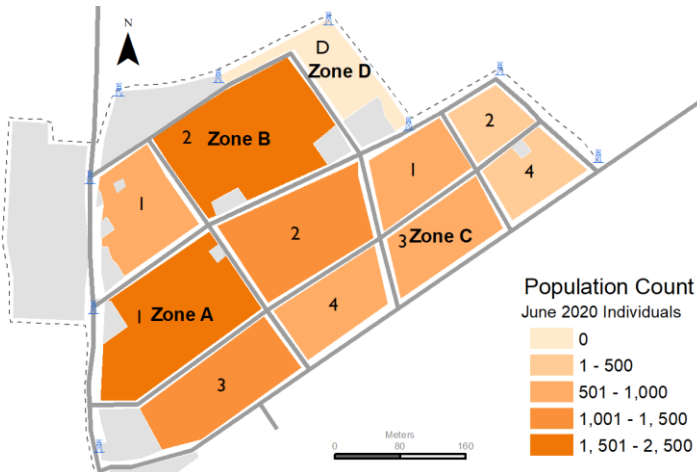 N
D
Zone D
2 Zone B
2
1
1
4
2
3 Zone C
1 Zone A
4
3
Population Count
June 2020 Individuals
0
1 - 500
501 - 1,000
1,001 - 1, 500
1, 501 - 2, 500
Meters
0 80 160